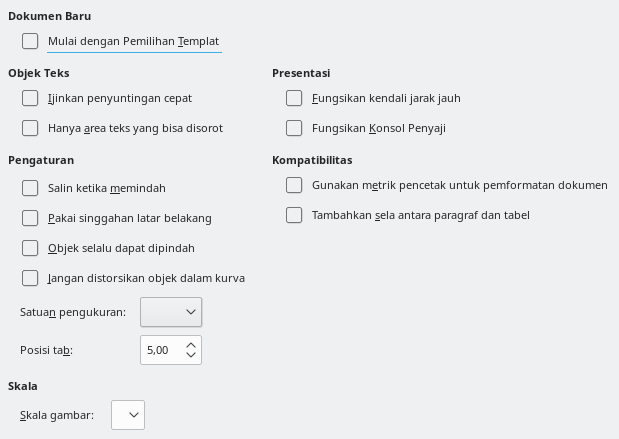 Dokumen Baru
Mulai dengan Pemilihan Templat
Objek Teks
Ijinkan penyuntingan cepat
Hanya area teks yang bisa disorot
Presentasi
Fungsikan kendali jarak jauh
Fungsikan Konsol Penyaji
Pengaturan
Salin ketika memindah
Pakai singgahan latar belakang
Objek selalu dapat dipindah
Jangan distorsikan objek dalam kurva
Satuan pengukuran:
Posisi tab: 5,00
Kompatibilitas
Gunakan metrik pencetak untuk pemformatan dokumen
Tambahkan sela antara paragraf dan tabel
Skala
Skala gambar: